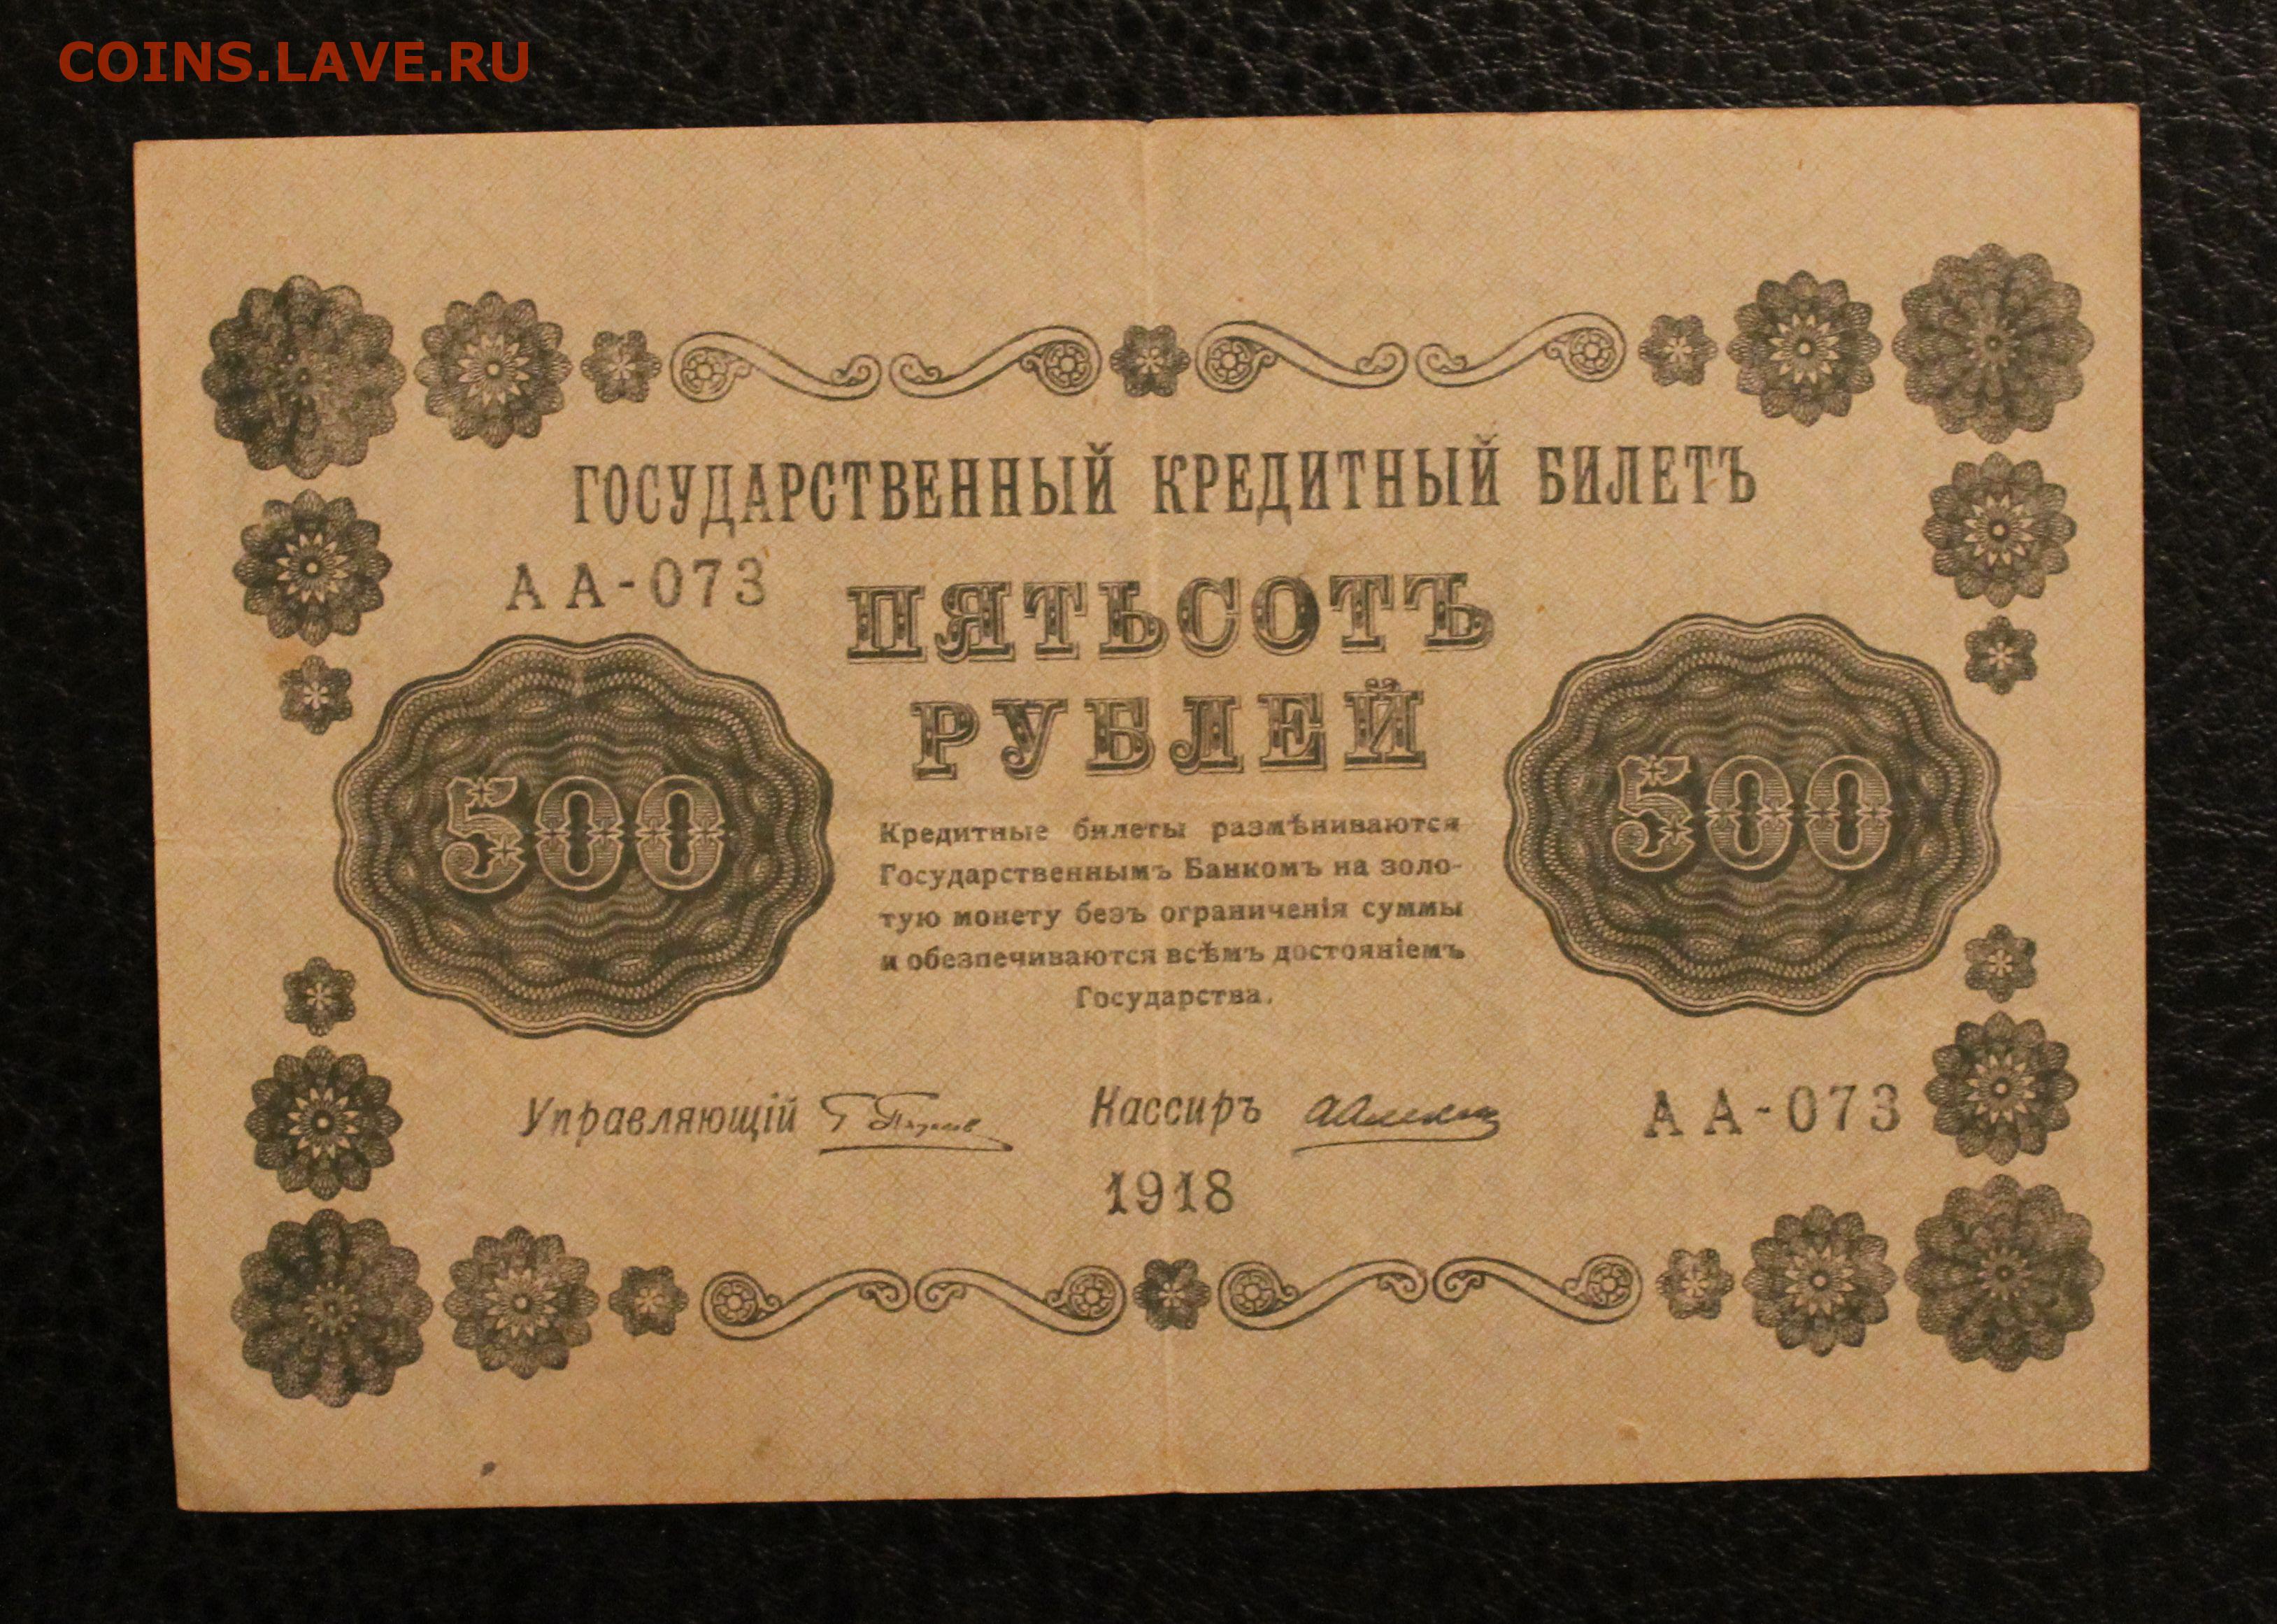 COINS.LAVE.RU
ГОСУДАРСТВЕННЫЙ КРЕДИТНЫЙ БИЛЕТЪ
АА-073
ПЯТЬСОТЪ
РУБЛЕЙ
500
500
Кредитные билеты размѣниваются
Государственнымъ Банкомъ на золо-
тую монету безъ ограниченія суммы
и обезпечиваются всѣмъ достояніемъ
Государства.
Управляющій
Кассиръ
АА-073
1918